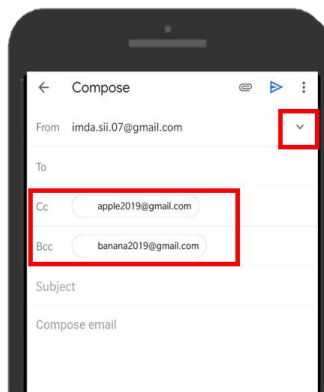 Compose
From imda.sii.07@gmail.com
To
Cc apple2019@gmail.com
Bcc banana2019@gmail.com
Subject
Compose email